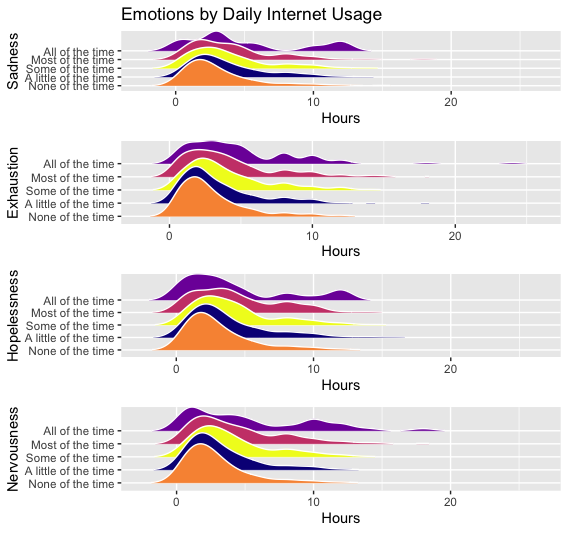 Emotions by Daily Internet Usage
Sadness
All of the time
Most of the time
Some of the time
A little of the time
None of the time
0 10 20
Hours
Exhaustion
All of the time
Most of the time
Some of the time
A little of the time
None of the time
0 10 20
Hours
Hopelessness
All of the time
Most of the time
Some of the time
A little of the time
None of the time
0 10 20
Hours
Nervousness
All of the time
Most of the time
Some of the time
A little of the time
None of the time
0 10 20
Hours